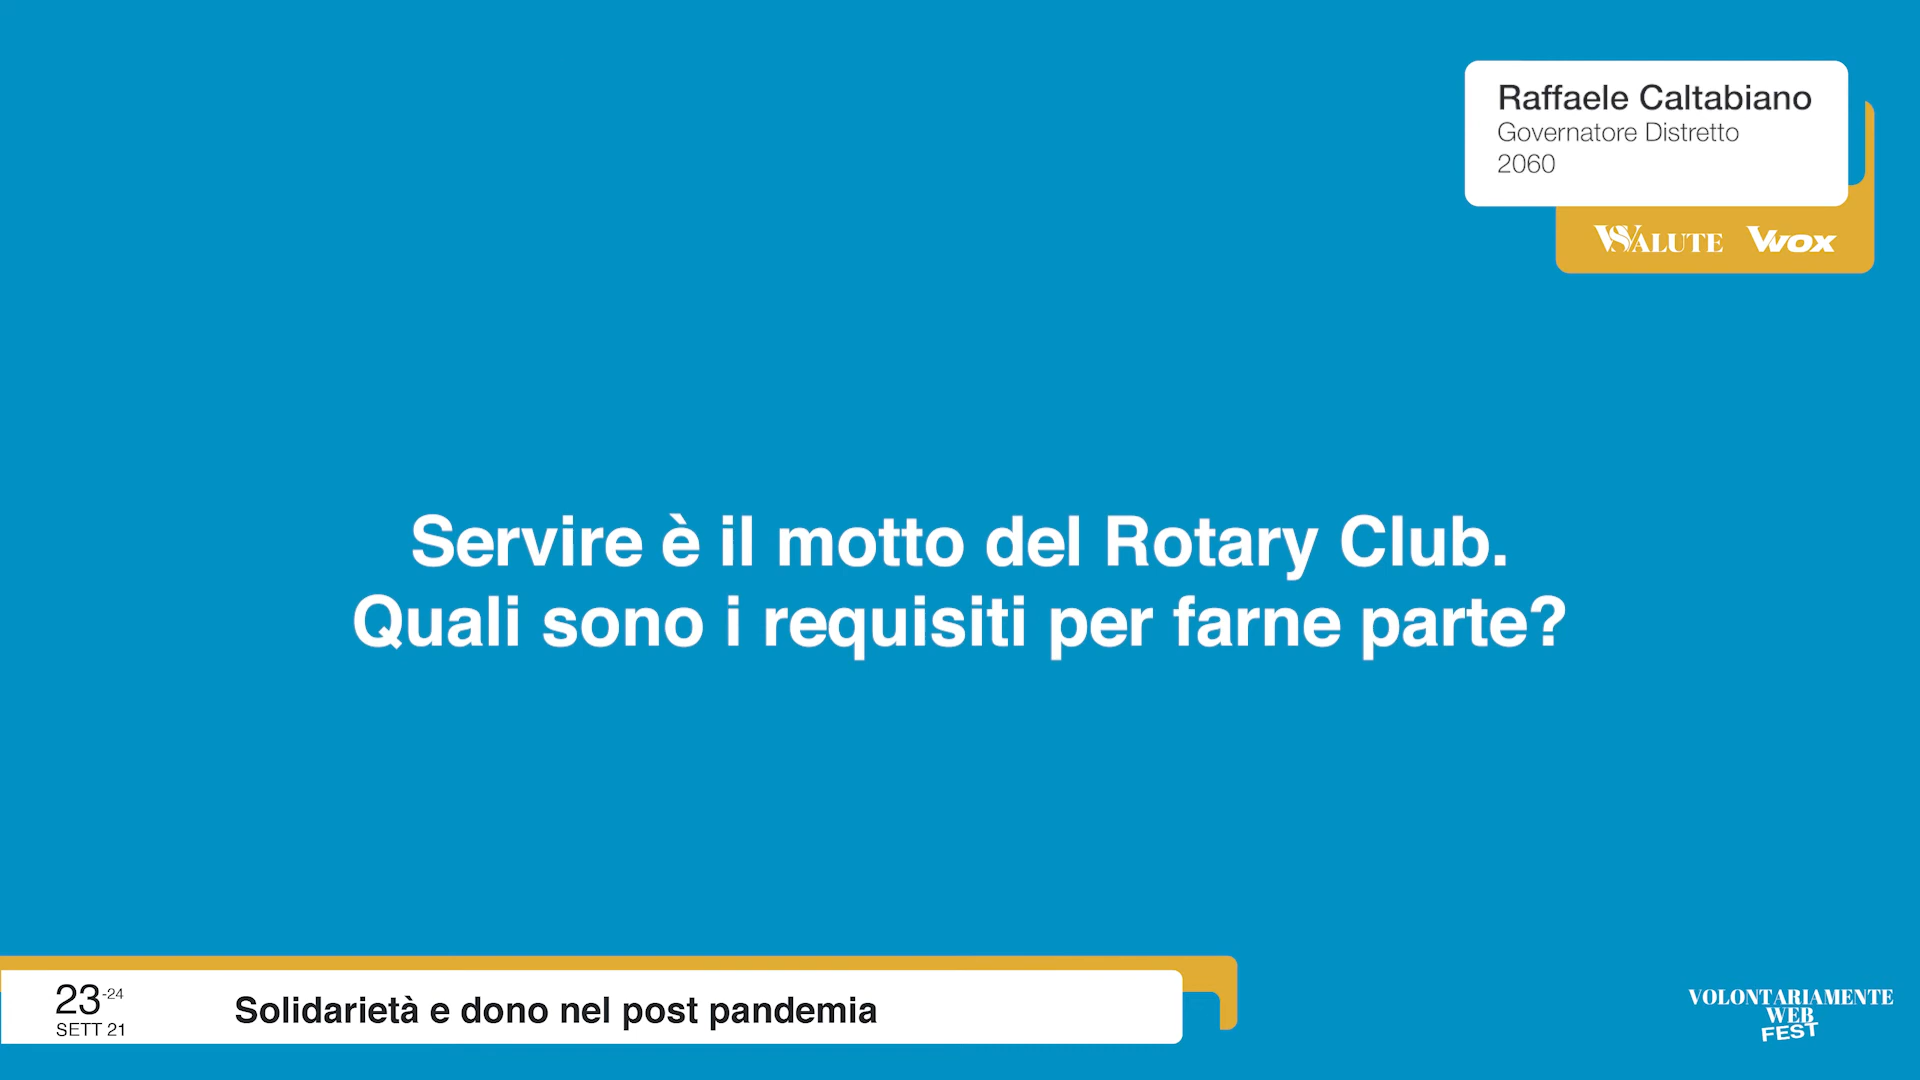 Raffaele Caltabiano
Governatore Distretto
2060
VSALUTE VVOX
Servire è il motto del Rotary Club.
Quali sono i requisiti per farne parte?
23-24
SETT 21
Solidarietà e dono nel post pandemia
VOLONTARIAMENTE
WEB
FEST